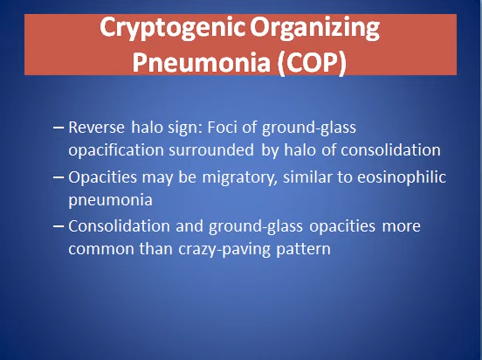 Cryptogenic Organizing
Pneumonia (COP)
– Reverse halo sign: Foci of ground-glass
opacification surrounded by halo of consolidation
– Opacities may be migratory, similar to eosinophilic
pneumonia
– Consolidation and ground-glass opacities more
common than crazy-paving pattern